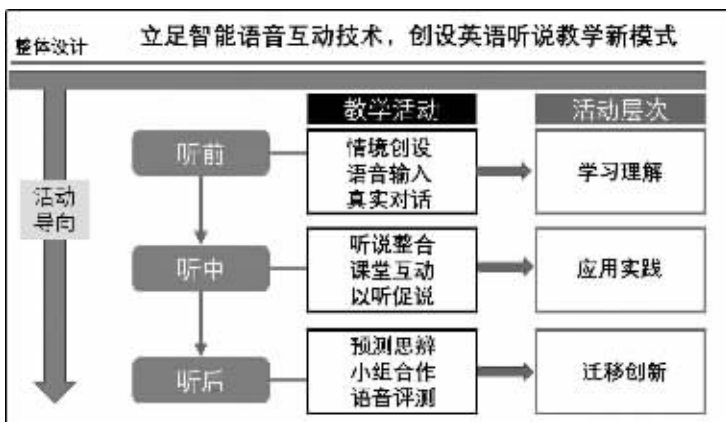 整体设计
立足智能语音互动技术，创设英语听说教学新模式
教学活动
活动层次
活动
导向
听前
情境创设
语音输入
真实对话
学习理解
听中
听说整合
课堂互动
以听促说
应用实践
听后
预测思辨
小组合作
语音评测
迁移创新